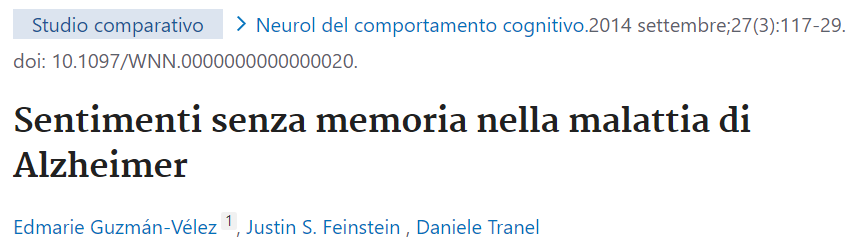 Studio comparativo > Neurol del comportamento cognitivo.2014 settembre;27(3):117-29.
doi: 10.1097/WNN.0000000000000020.
Sentimenti senza memoria nella malattia di
Alzheimer
Edmarie Guzmán-Vélez 1, Justin S. Feinstein , Daniele Tranel